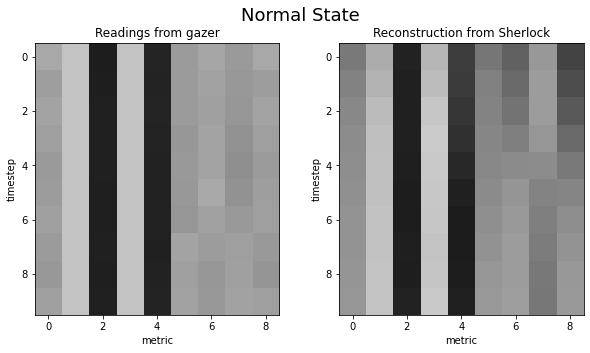 Normal State
Readings from gazer
Reconstruction from Sherlock
0
2
4
6
8
timestep
0 2 4 6 8
metric
0
2
4
6
8
timestep
0 2 4 6 8
metric